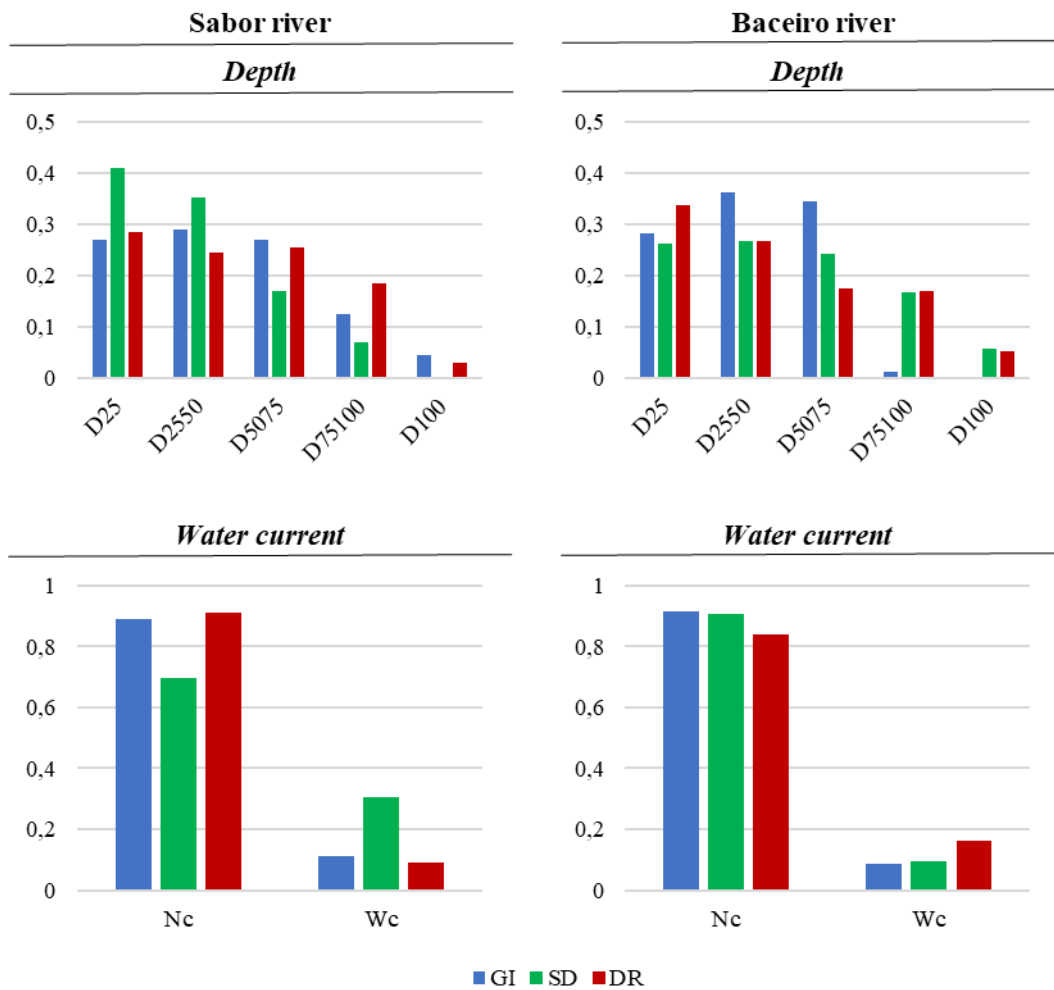 Sabor river
Baceiro river
Depth
Depth
0,5
0,4
0,3
0,2
0,1
0
D25
D2550
D5075
D75100
D100
0,5
0,4
0,3
0,2
0,1
0
D25
D2550
D5075
D75100
D100
Water current
Water current
1
0,8
0,6
0,4
0,2
0
Nc
Wc
1
0,8
0,6
0,4
0,2
0
Nc
Wc
GI SD DR